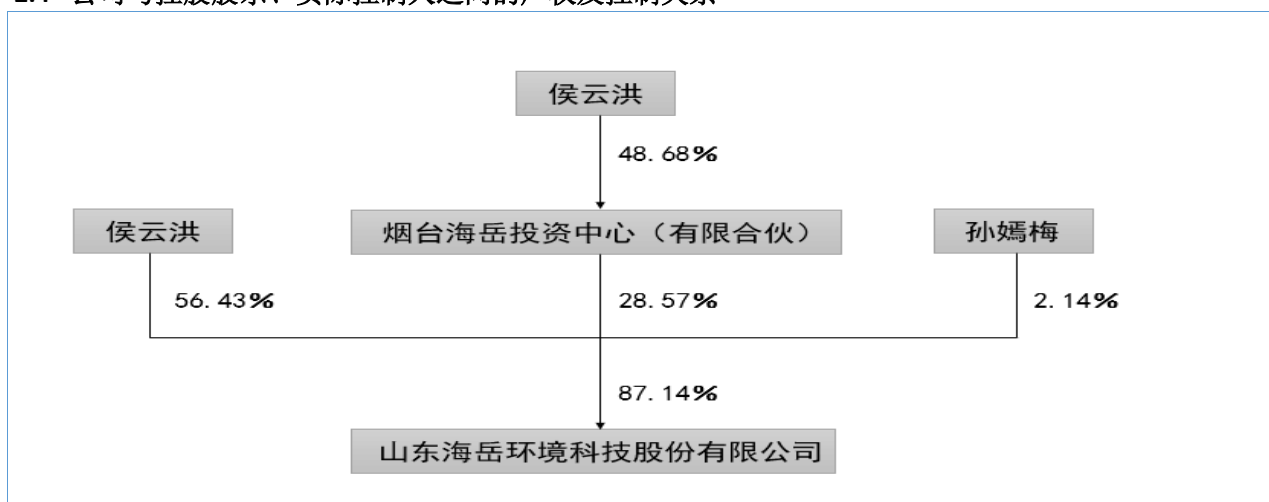 侯云洪
48.68%
侯云洪
烟台海岳投资中心（有限合伙）
孙嫣梅
56.43%
28.57%
2.14%
87.14%
山东海岳环境科技股份有限公司